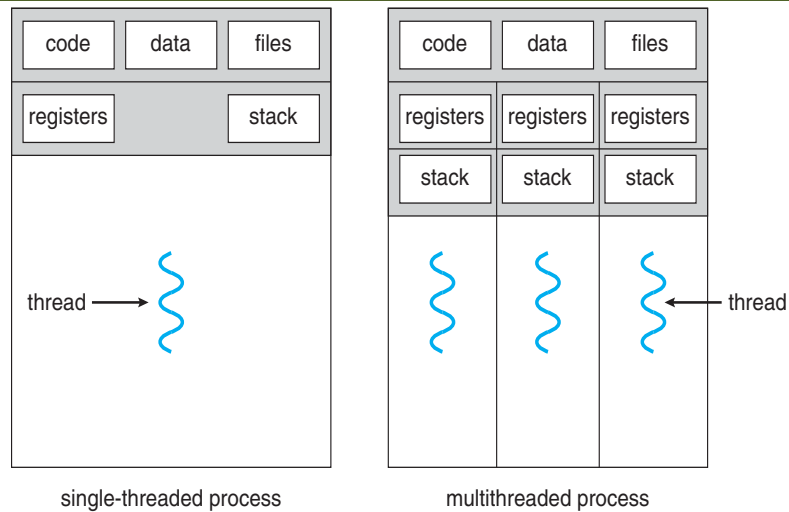 code data files
registers stack
thread
single-threaded process
code data files
registers registers registers
stack stack stack
thread
multithreaded process